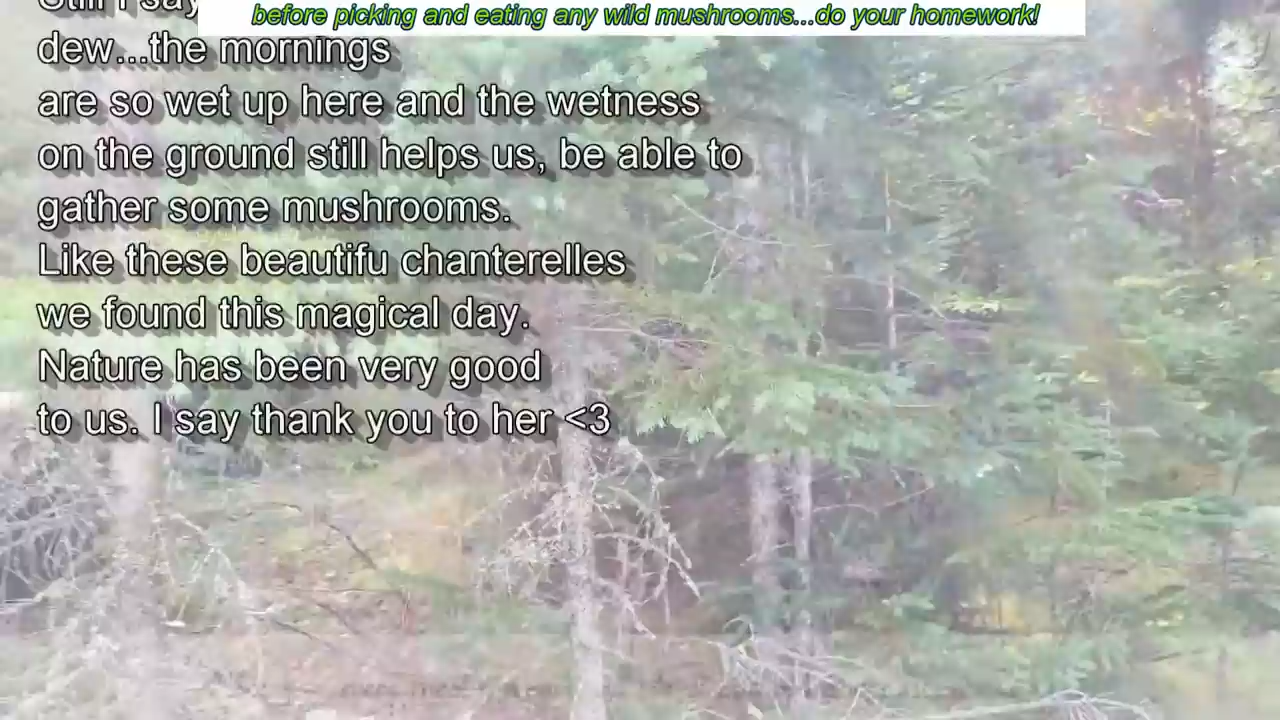 before picking and eating any wild mushrooms...do your homework!
Still I say
dew...the mornings
are so wet up here and the wetness
on the ground still helps us, be able to
gather some mushrooms.
Like these beautifu chanterelles
we found this magical day.
Nature has been very good
to us. I say thank you to her <3